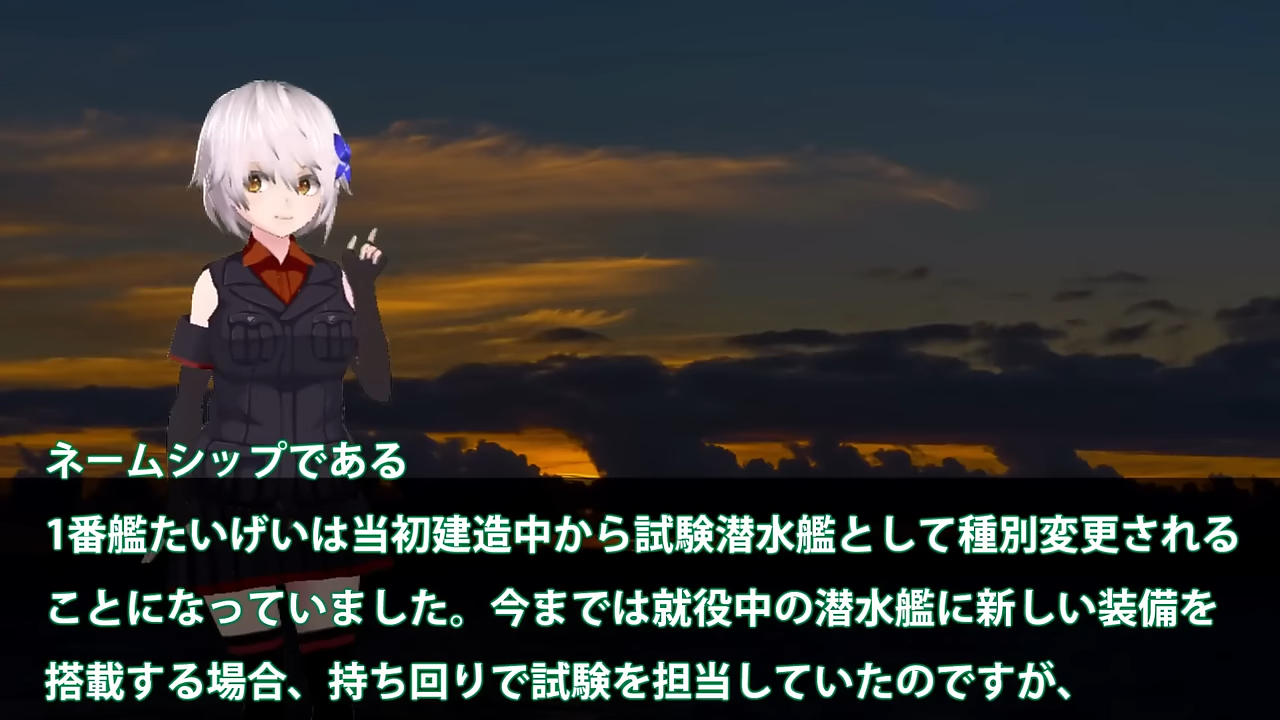 ネームシップである
1番艦たいげいは当初建造中から試験潜水艦として種別変更される
ことになっていました。今までは就役中の潜水艦に新しい装備を
搭載する場合、持ち回りで試験を担当していたのですが、